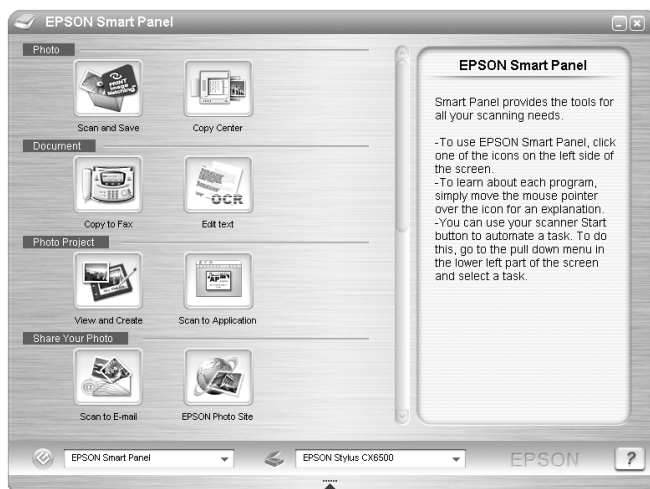 EPSON Smart Panel
Photo
Scan and Save
Copy Center
Document
Copy to Fax
OCR
Edit text
Photo Project
View and Create
Scan to Application
Share Your Photo
Scan to E-mail
EPSON Photo Site
EPSON Smart Panel
Smart Panel provides the tools for
all your scanning needs.
-To use EPSON Smart Panel, click
one of the icons on the left side of
the screen.
-To learn about each program,
simply move the mouse pointer
over the icon for an explanation.
-You can use your scanner Start
button to automate a task. To do
this, go to the pull down menu in
the lower left part of the screen
and select a task.
EPSON Smart Panel
EPSON Stylus CX6500
EPSON
?